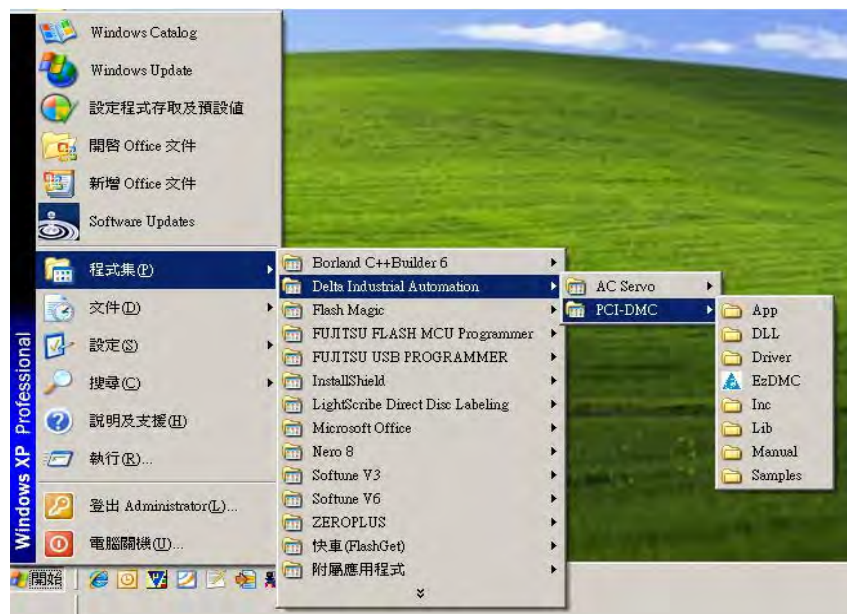 Windows Catalog
Windows Update
設定程式存取及預設值
開啓 Office 文件
新增 Office 文件
Software Updates
程式集(P)
文件(D)
設定(S)
搜尋(C)
說明及支援(H)
執行(R)...
登出 Administrator(L)...
電腦關機(U)...
Windows XP Professional
開始
Borland C++Builder 6
Delta Industrial Automation
Flash Magic
FUJITSU FLASH MCU Programmer
FUJITSU USB PROGRAMMER
InstallShield
LightScribe Direct Disc Labeling
Microsoft Office
Nero 8
Softune V3
Softune V6
ZEROPLUS
快車(FlashGet)
附屬應用程式
AC Servo
PCI-DMC
App
DLL
Driver
EzDMC
Inc
Lib
Manual
Samples